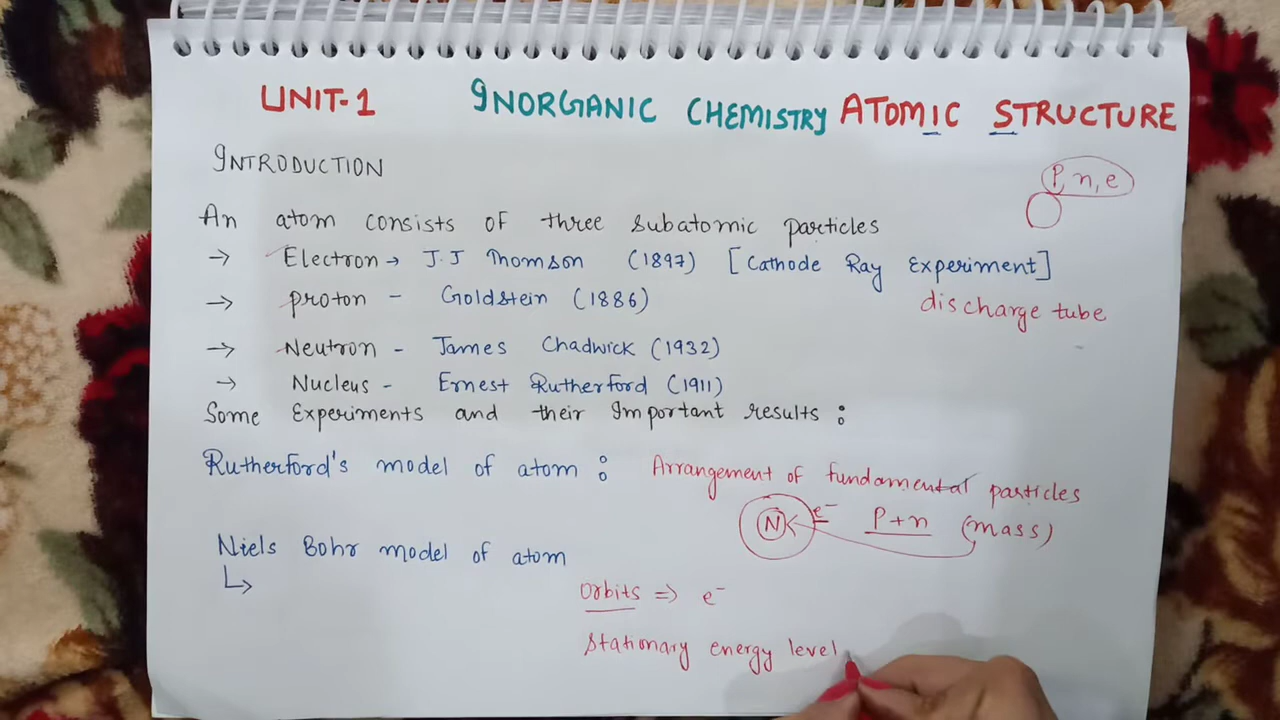 UNIT-1 INORGANIC CHEMISTRY ATOMIC STRUCTURE
INTRODUCTION
P, n, e
An atom consists of three subatomic particles
→ Electron → J.J Thomson (1897) [Cathode Ray Experiment]
→ proton - Goldstein (1886)
discharge tube
→ Neutron - James Chadwick (1932)
→ Nucleus - Ernest Rutherford (1911)
Some Experiments and their Important results :
Rutherford's model of atom : Arrangement of fundamental particles
N e⁻ P+n (mass)
Niels Bohr model of atom
Orbits ⇒ e⁻
Stationary energy level